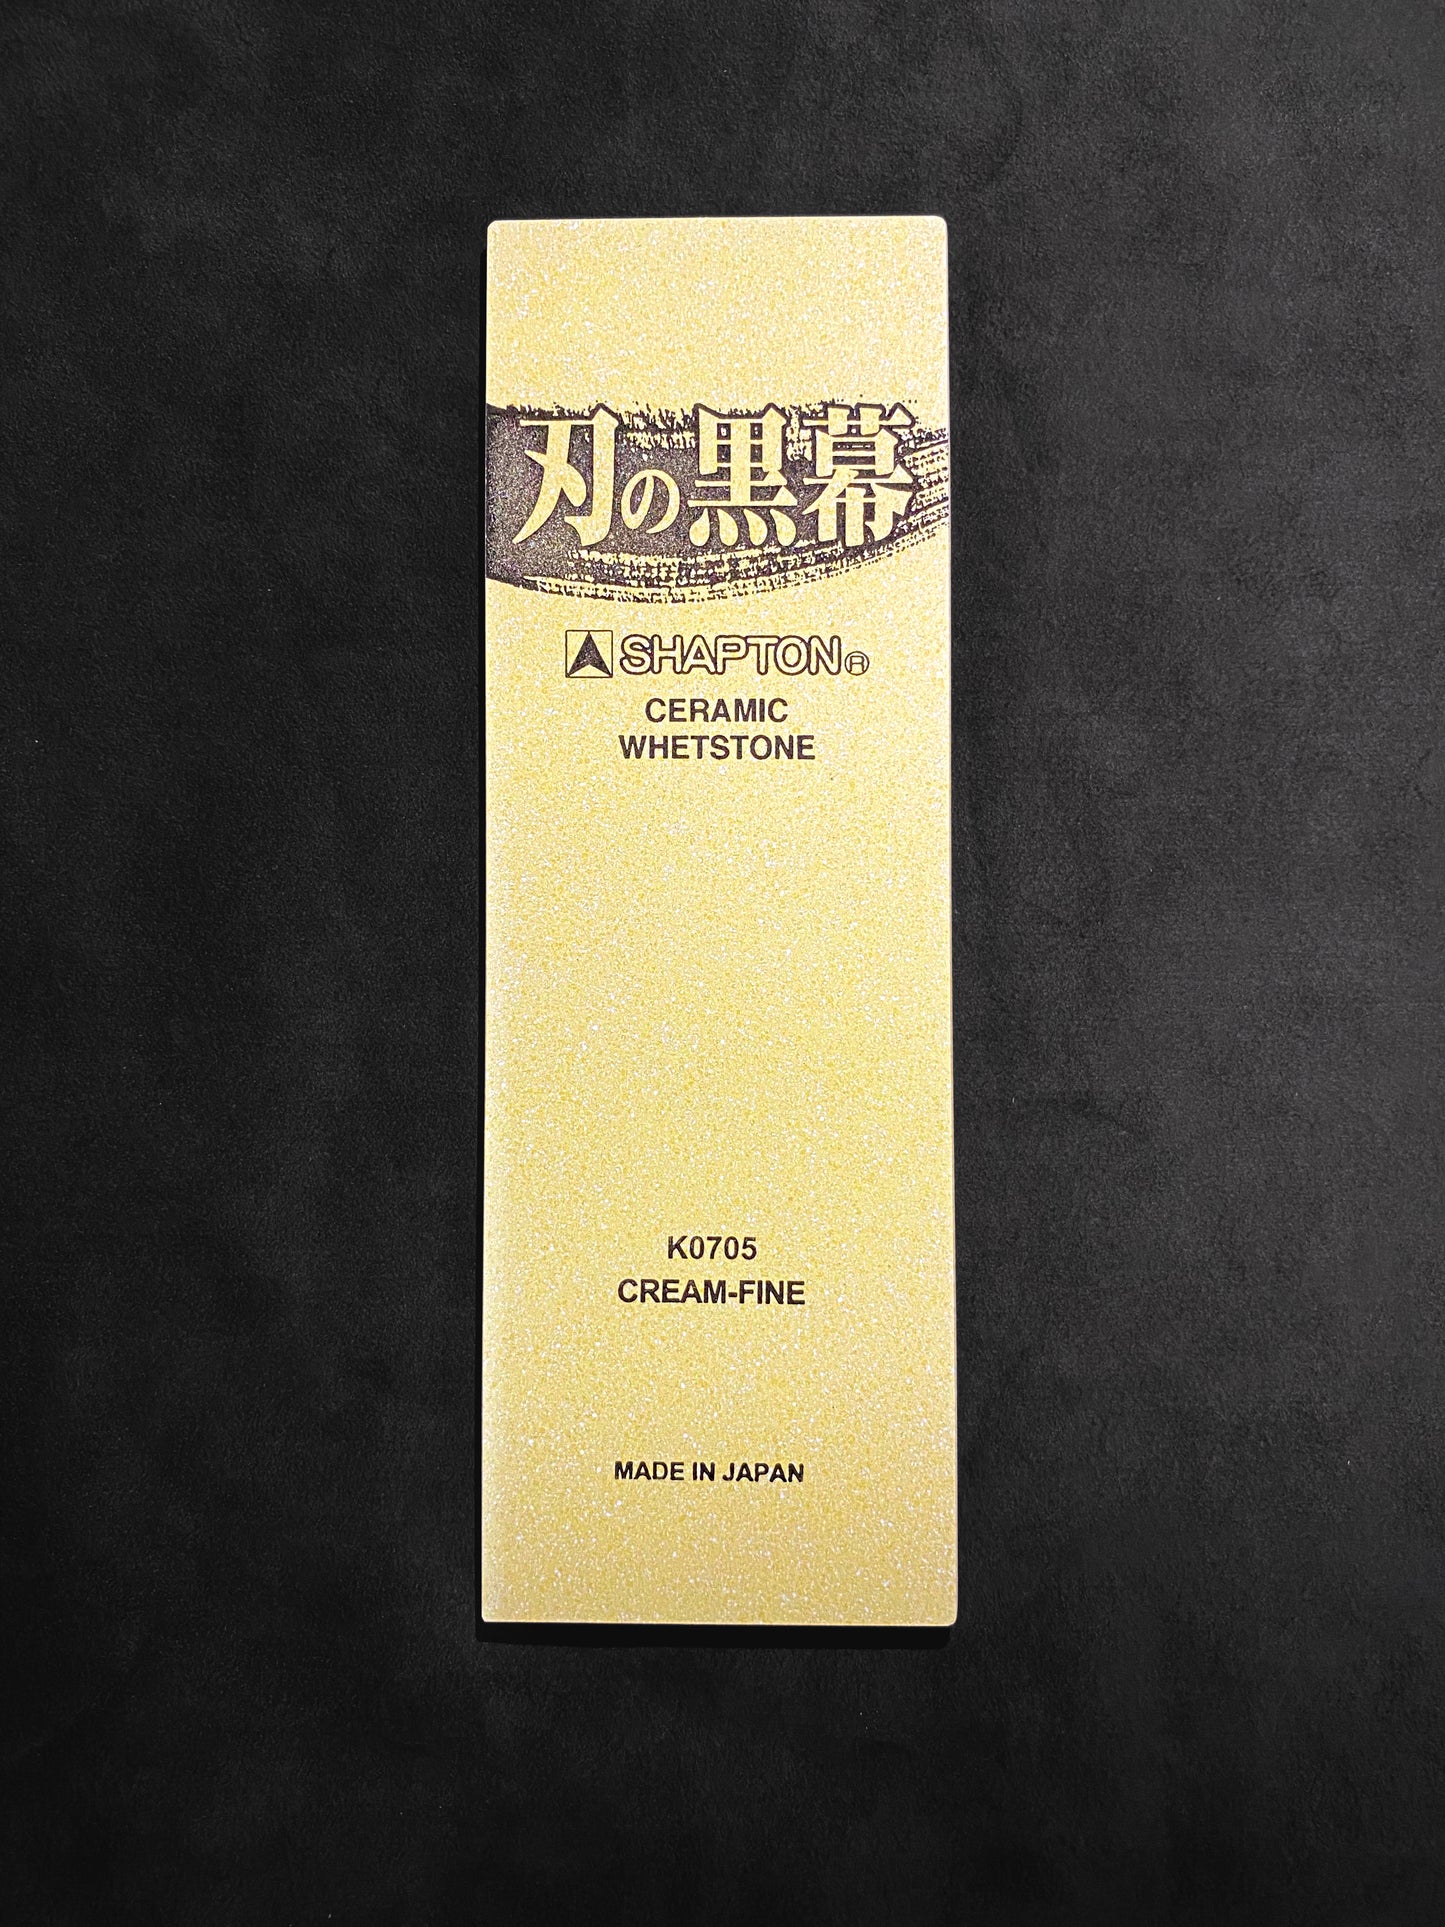 刃の黒幕
SHAPTON®
CERAMIC
WHETSTONE
K0705
CREAM-FINE
MADE IN JAPAN